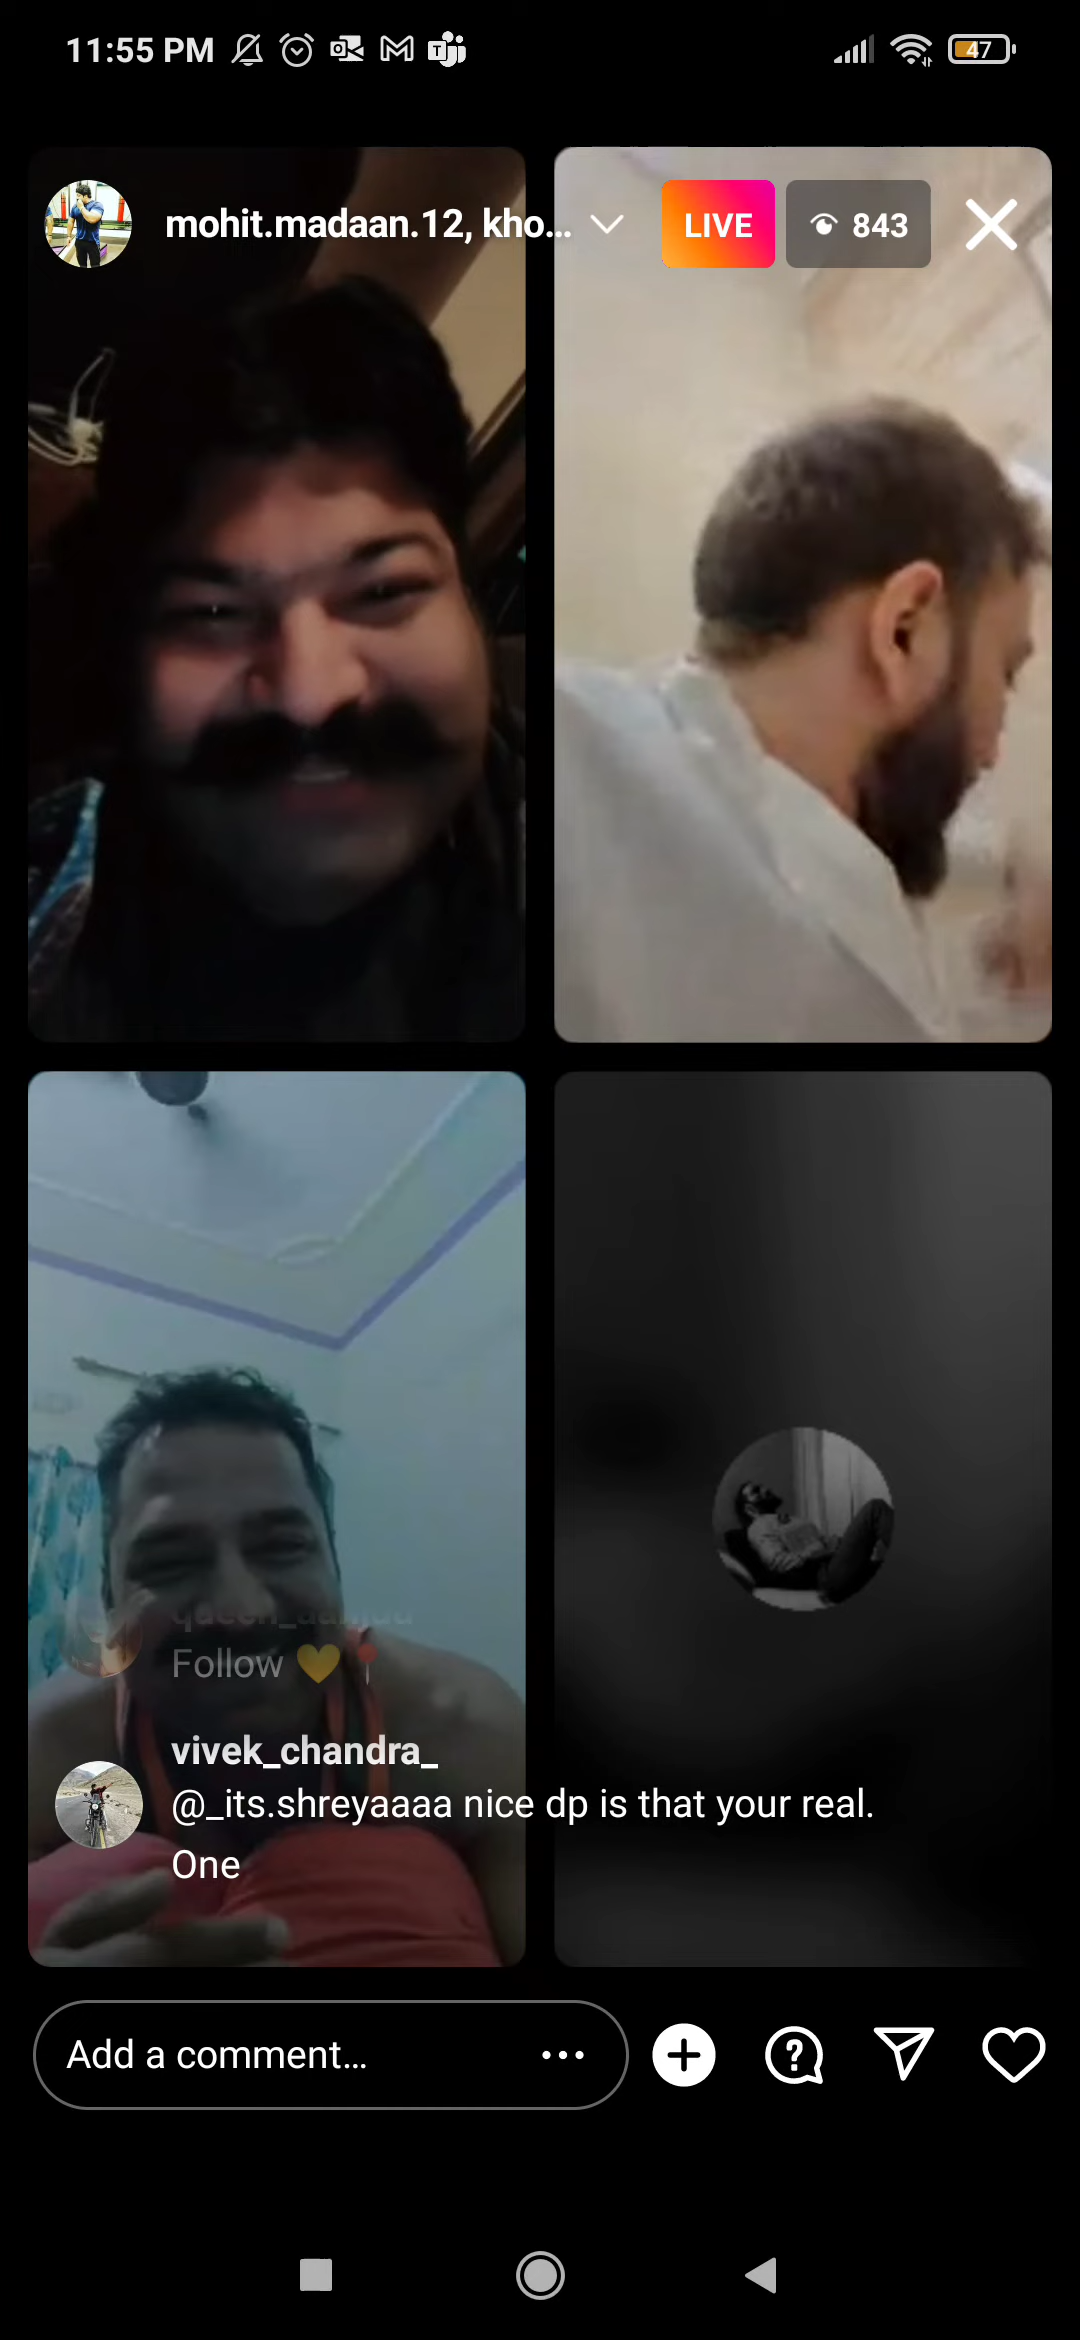 11:55 PM
47
mohit.madaan.12, kho...
LIVE
843
Follow 💛📍
vivek_chandra_
@_its.shreyaaaa nice dp is that your real.
One
Add a comment...